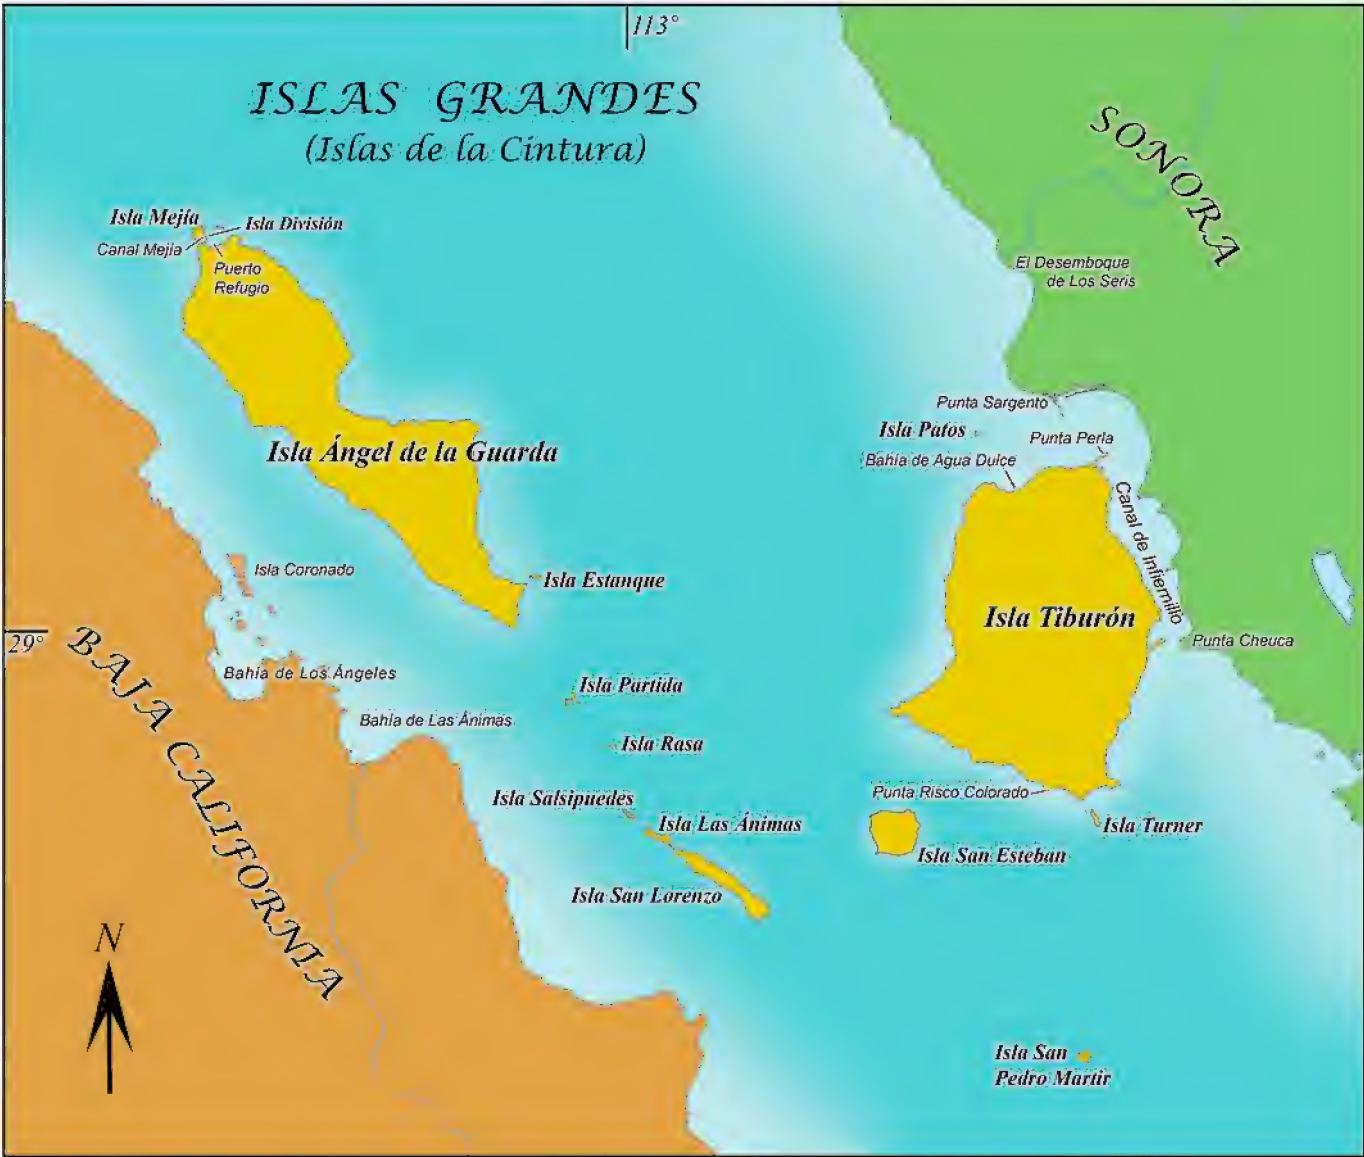 113°
ISLAS GRANDES
(Islas de la Cintura)
SONORA
Isla Mejía
Isla División
Canal Mejía
Puerto
Refugio
El Desemboque
de Los Seris
Punta Sargento
Isla Patos
Punta Perla
Bahía de Agua Dulce
Isla Ángel de la Guarda
Canal de Infiernillo
Isla Coronado
Isla Estanque
Isla Tiburón
29°
Punta Cheuca
BAJA CALIFORNIA
Bahía de Los Ángeles
Isla Partida
Bahía de Las Ánimas
Isla Rasa
Isla Salsipuedes
Punta Risco Colorado
Isla Las Ánimas
Isla Turner
Isla San Esteban
Isla San Lorenzo
N
Isla San
Pedro Martir